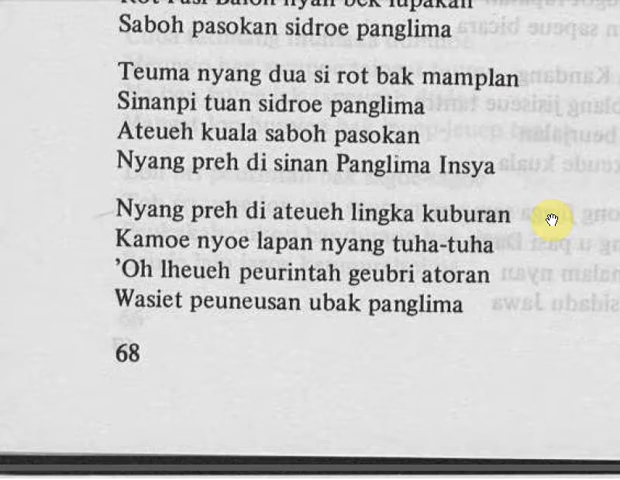 Saboh pasokan sidroe panglima
Teuma nyang dua si rot bak mamplan
Sinanpi tuan sidroe panglima
Ateueh kuala saboh pasokan
Nyang preh di sinan Panglima Insya
Nyang preh di ateueh lingka kuburan
Kamoe nyoe lapan nyang tuha-tuha
’Oh lheueh peurintah geubri atoran
Wasiet peuneusan ubak panglima
68